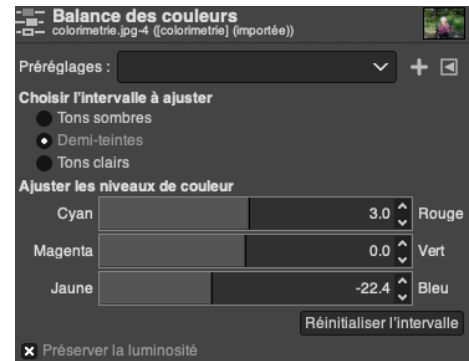 Balance des couleurs
colorimetrie.jpg-4 ([colorimetrie] (importée))
Préréglages :
Choisir l'intervalle à ajuster
Tons sombres
Demi-teintes
Tons clairs
Ajuster les niveaux de couleur
Cyan 3.0 Rouge
Magenta 0.0 Vert
Jaune -22.4 Bleu
Réinitialiser l'intervalle
Préserver la luminosité